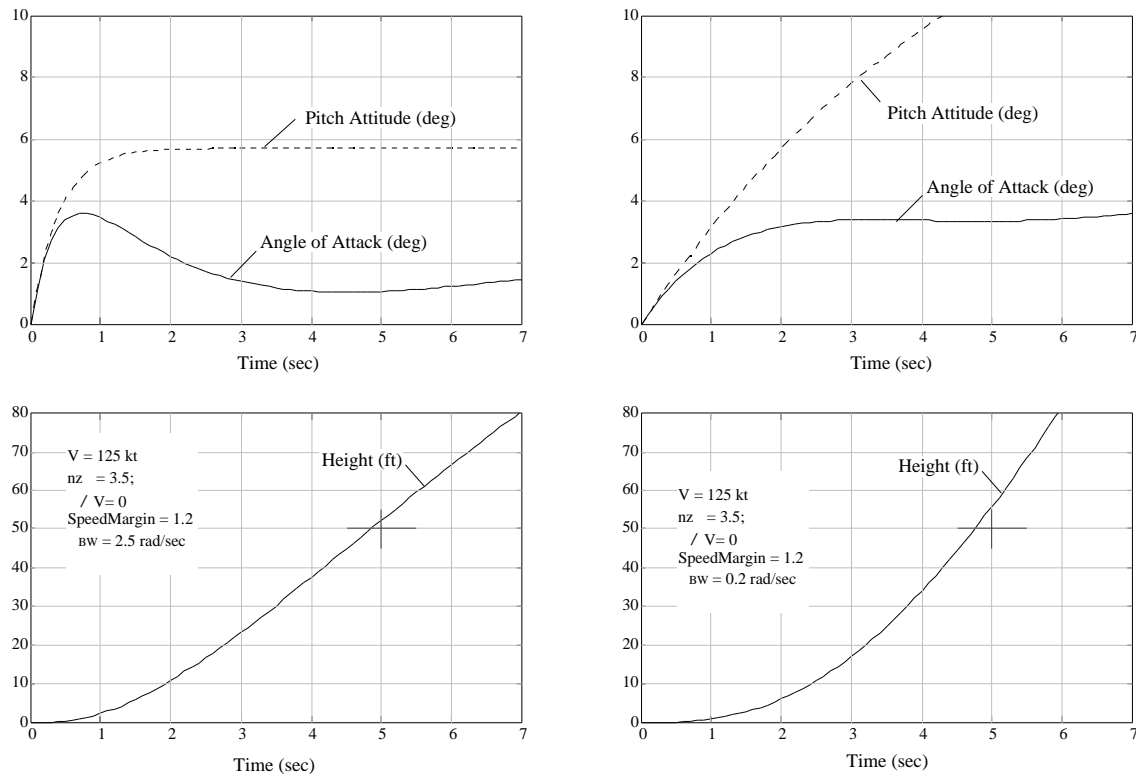 10
8
6
4
2
0
0 1 2 3 4 5 6 7
Pitch Attitude (deg)
Angle of Attack (deg)
Time (sec)
10
8
6
4
2
0
0 1 2 3 4 5 6 7
Pitch Attitude (deg)
Angle of Attack (deg)
Time (sec)
80
70
60
50
40
30
20
10
0
0 1 2 3 4 5 6 7
V = 125 kt
nz = 3.5;
/ V= 0
SpeedMargin = 1.2
BW = 2.5 rad/sec
Height (ft)
Time (sec)
80
70
60
50
40
30
20
10
0
0 1 2 3 4 5 6 7
V = 125 kt
nz = 3.5;
/ V= 0
SpeedMargin = 1.2
BW = 0.2 rad/sec
Height (ft)
Time (sec)